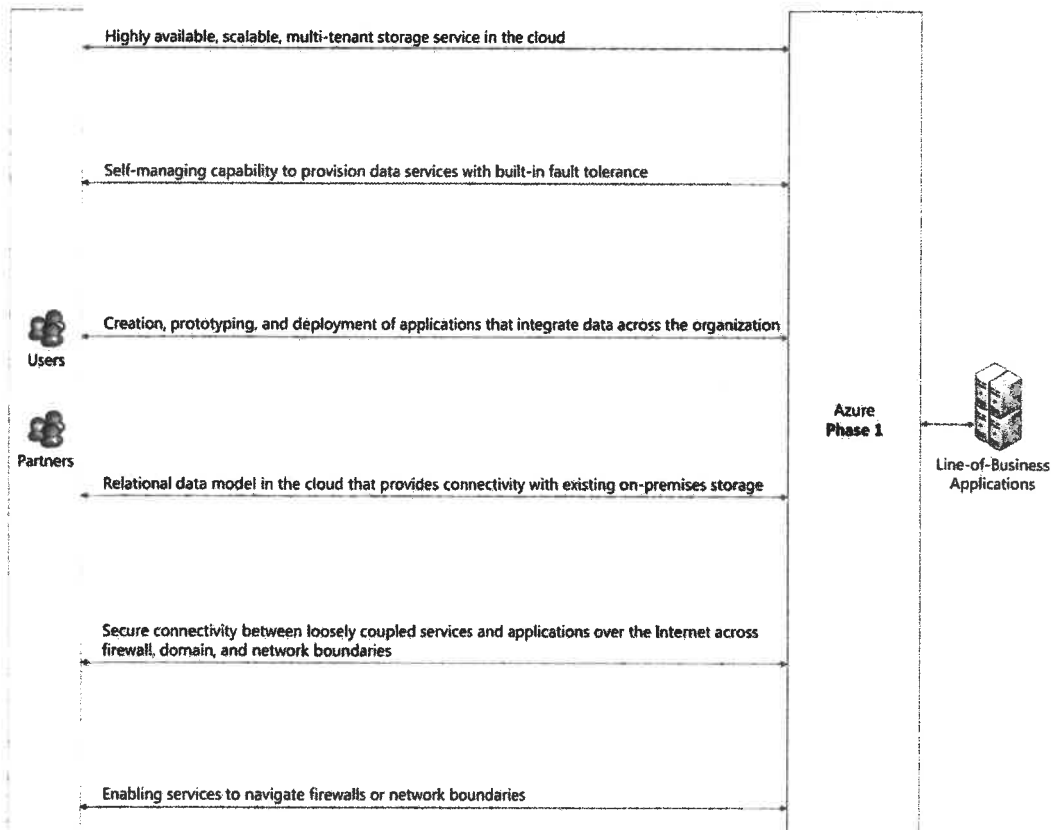 Highly available, scalable, multi-tenant storage service in the cloud
Self-managing capability to provision data services with built-in fault tolerance
Creation, prototyping, and deployment of applications that integrate data across the organization
Users
Partners
Relational data model in the cloud that provides connectivity with existing on-premises storage
Secure connectivity between loosely coupled services and applications over the Internet across
firewall, domain, and network boundaries
Enabling services to navigate firewalls or network boundaries
Azure
Phase 1
Line-of-Business
Applications